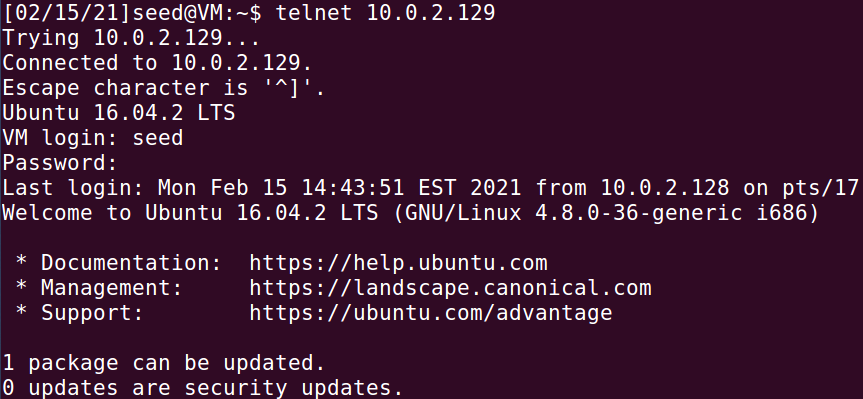 [02/15/21]seed@VM:~$ telnet 10.0.2.129
Trying 10.0.2.129...
Connected to 10.0.2.129.
Escape character is '^]'.
Ubuntu 16.04.2 LTS
VM login: seed
Password:
Last login: Mon Feb 15 14:43:51 EST 2021 from 10.0.2.128 on pts/17
Welcome to Ubuntu 16.04.2 LTS (GNU/Linux 4.8.0-36-generic i686)

 * Documentation:  https://help.ubuntu.com
 * Management:     https://landscape.canonical.com
 * Support:        https://ubuntu.com/advantage

1 package can be updated.
0 updates are security updates.